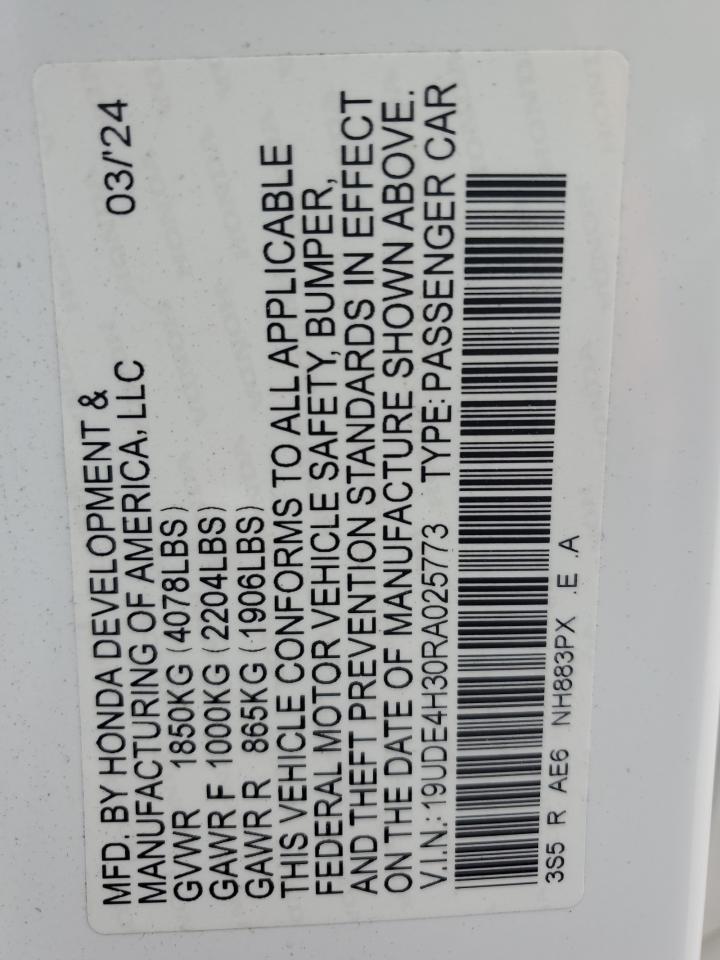 MFD. BY HONDA DEVELOPMENT &
MANUFACTURING OF AMERICA, LLC 03/'24
GVWR 1850KG (4078LBS)
GAWR F 1000KG (2204LBS)
GAWR R 865KG (1906LBS)
THIS VEHICLE CONFORMS TO ALL APPLICABLE
FEDERAL MOTOR VEHICLE SAFETY, BUMPER,
AND THEFT PREVENTION STANDARDS IN EFFECT
ON THE DATE OF MANUFACTURE SHOWN ABOVE.
V.I.N.:19UDE4H30RA025773 TYPE:PASSENGER CAR
3S5 R AE6 NH883PX .E .A